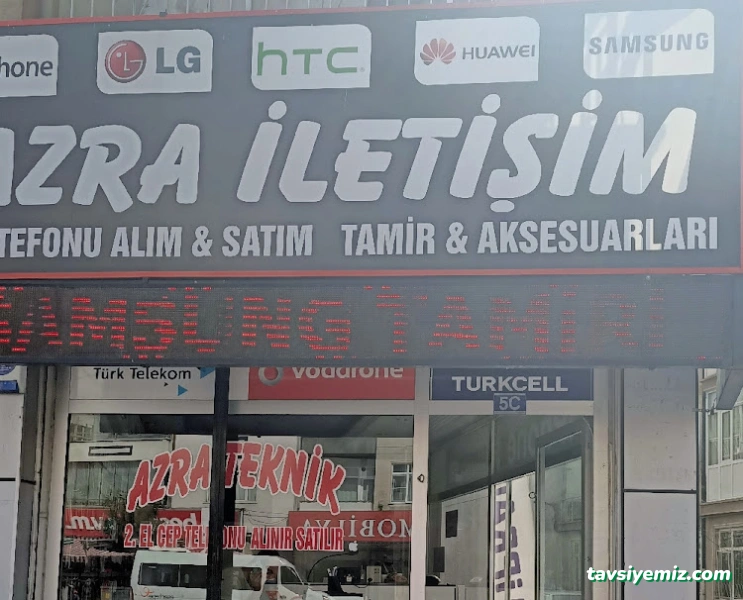 hone LG hTC HUAWEI SAMSUNG
AZRA İLETİŞİM
TEFONU ALIM & SATIM TAMİR & AKSESUARLARI
SAMSUNG TAMİRİ
Türk Telekom vodafone TURKCELL
5C
AZRA TEKNİK
MOBİLYA
2. EL CEP TELEFONU ALINIR SATILIR
tavsiyemiz.com